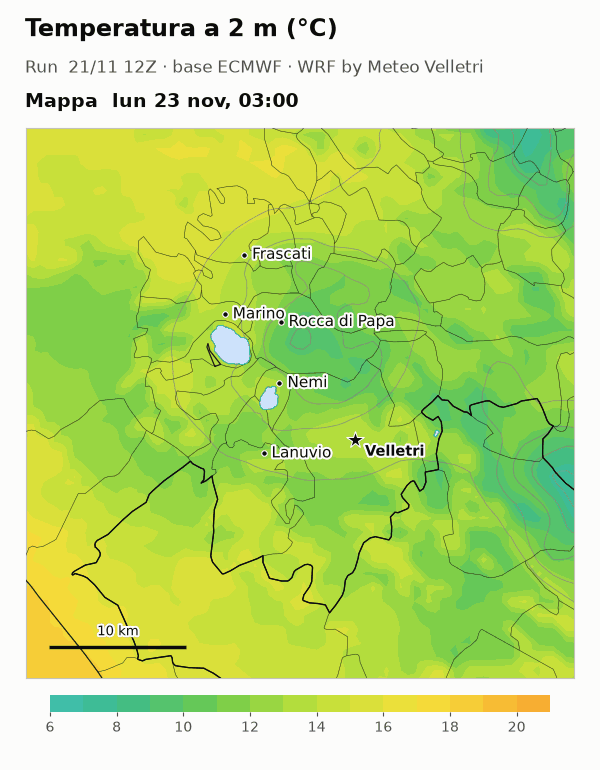 Temperatura a 2 m (°C)
Run  21/11 12Z · base ECMWF · WRF by Meteo Velletri
Mappa  lun 23 nov, 03:00
Frascati
Marino
Rocca di Papa
Nemi
Velletri
Lanuvio
10 km
6 8 10 12 14 16 18 20